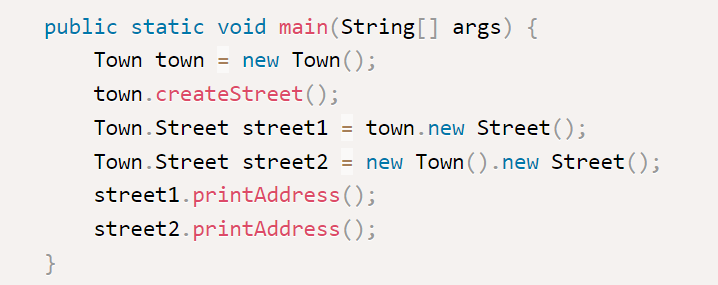 public static void main(String[] args) {
    Town town = new Town();
    town.createStreet();
    Town.Street street1 = town.new Street();
    Town.Street street2 = new Town().new Street();
    street1.printAddress();
    street2.printAddress();
}